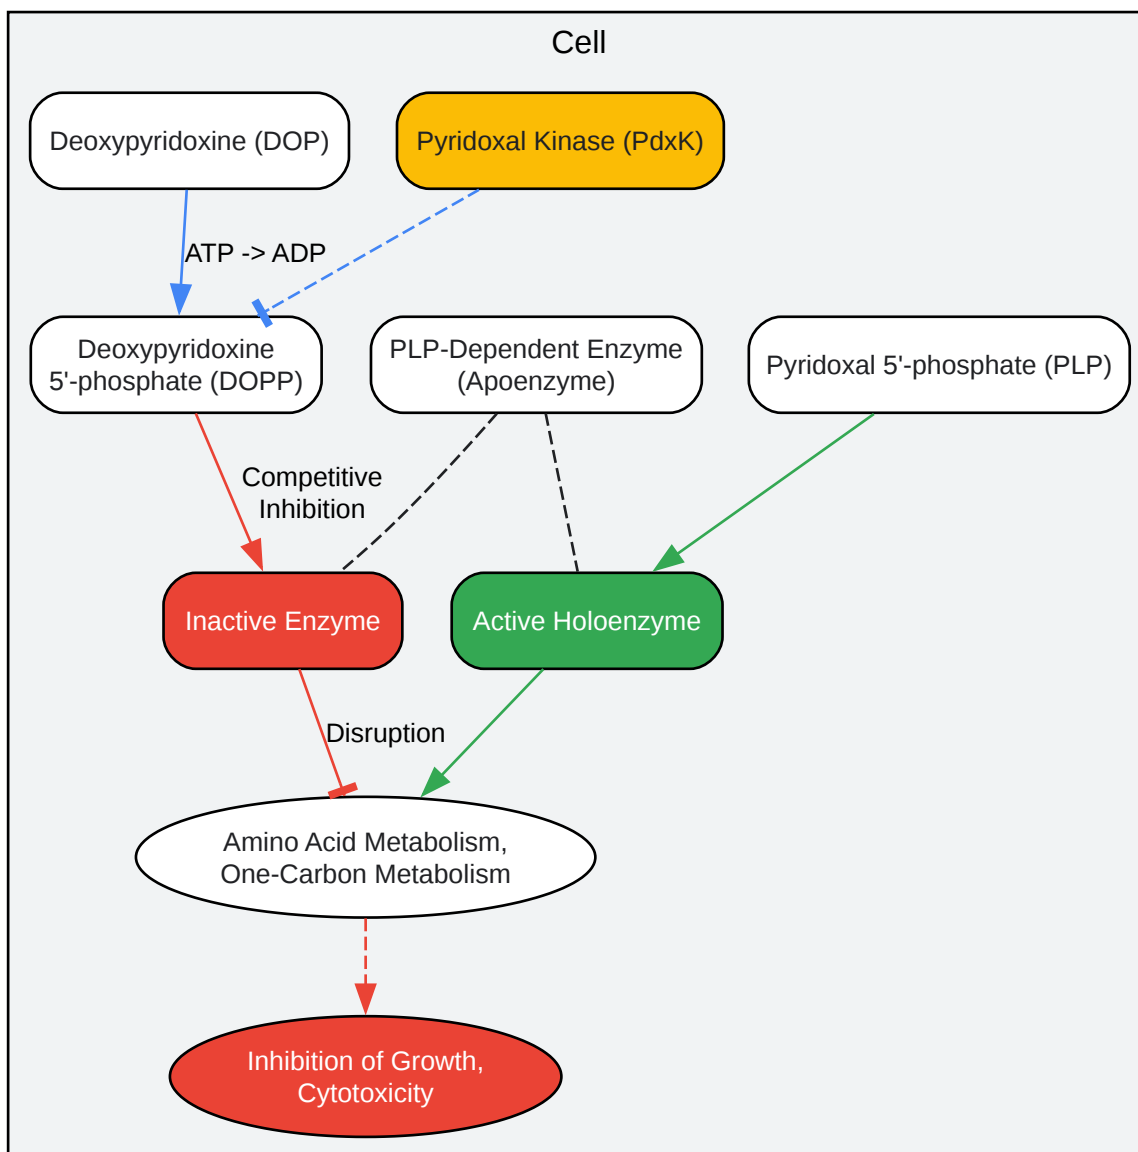 Cell
Deoxypyridoxine (DOP)
Pyridoxal Kinase (PdxK)
ATP -> ADP
Deoxypyridoxine
5'-phosphate (DOPP)
PLP-Dependent Enzyme
(Apoenzyme)
Pyridoxal 5'-phosphate (PLP)
Competitive
Inhibition
Inactive Enzyme
Active Holoenzyme
Disruption
Amino Acid Metabolism,
One-Carbon Metabolism
Inhibition of Growth,
Cytotoxicity